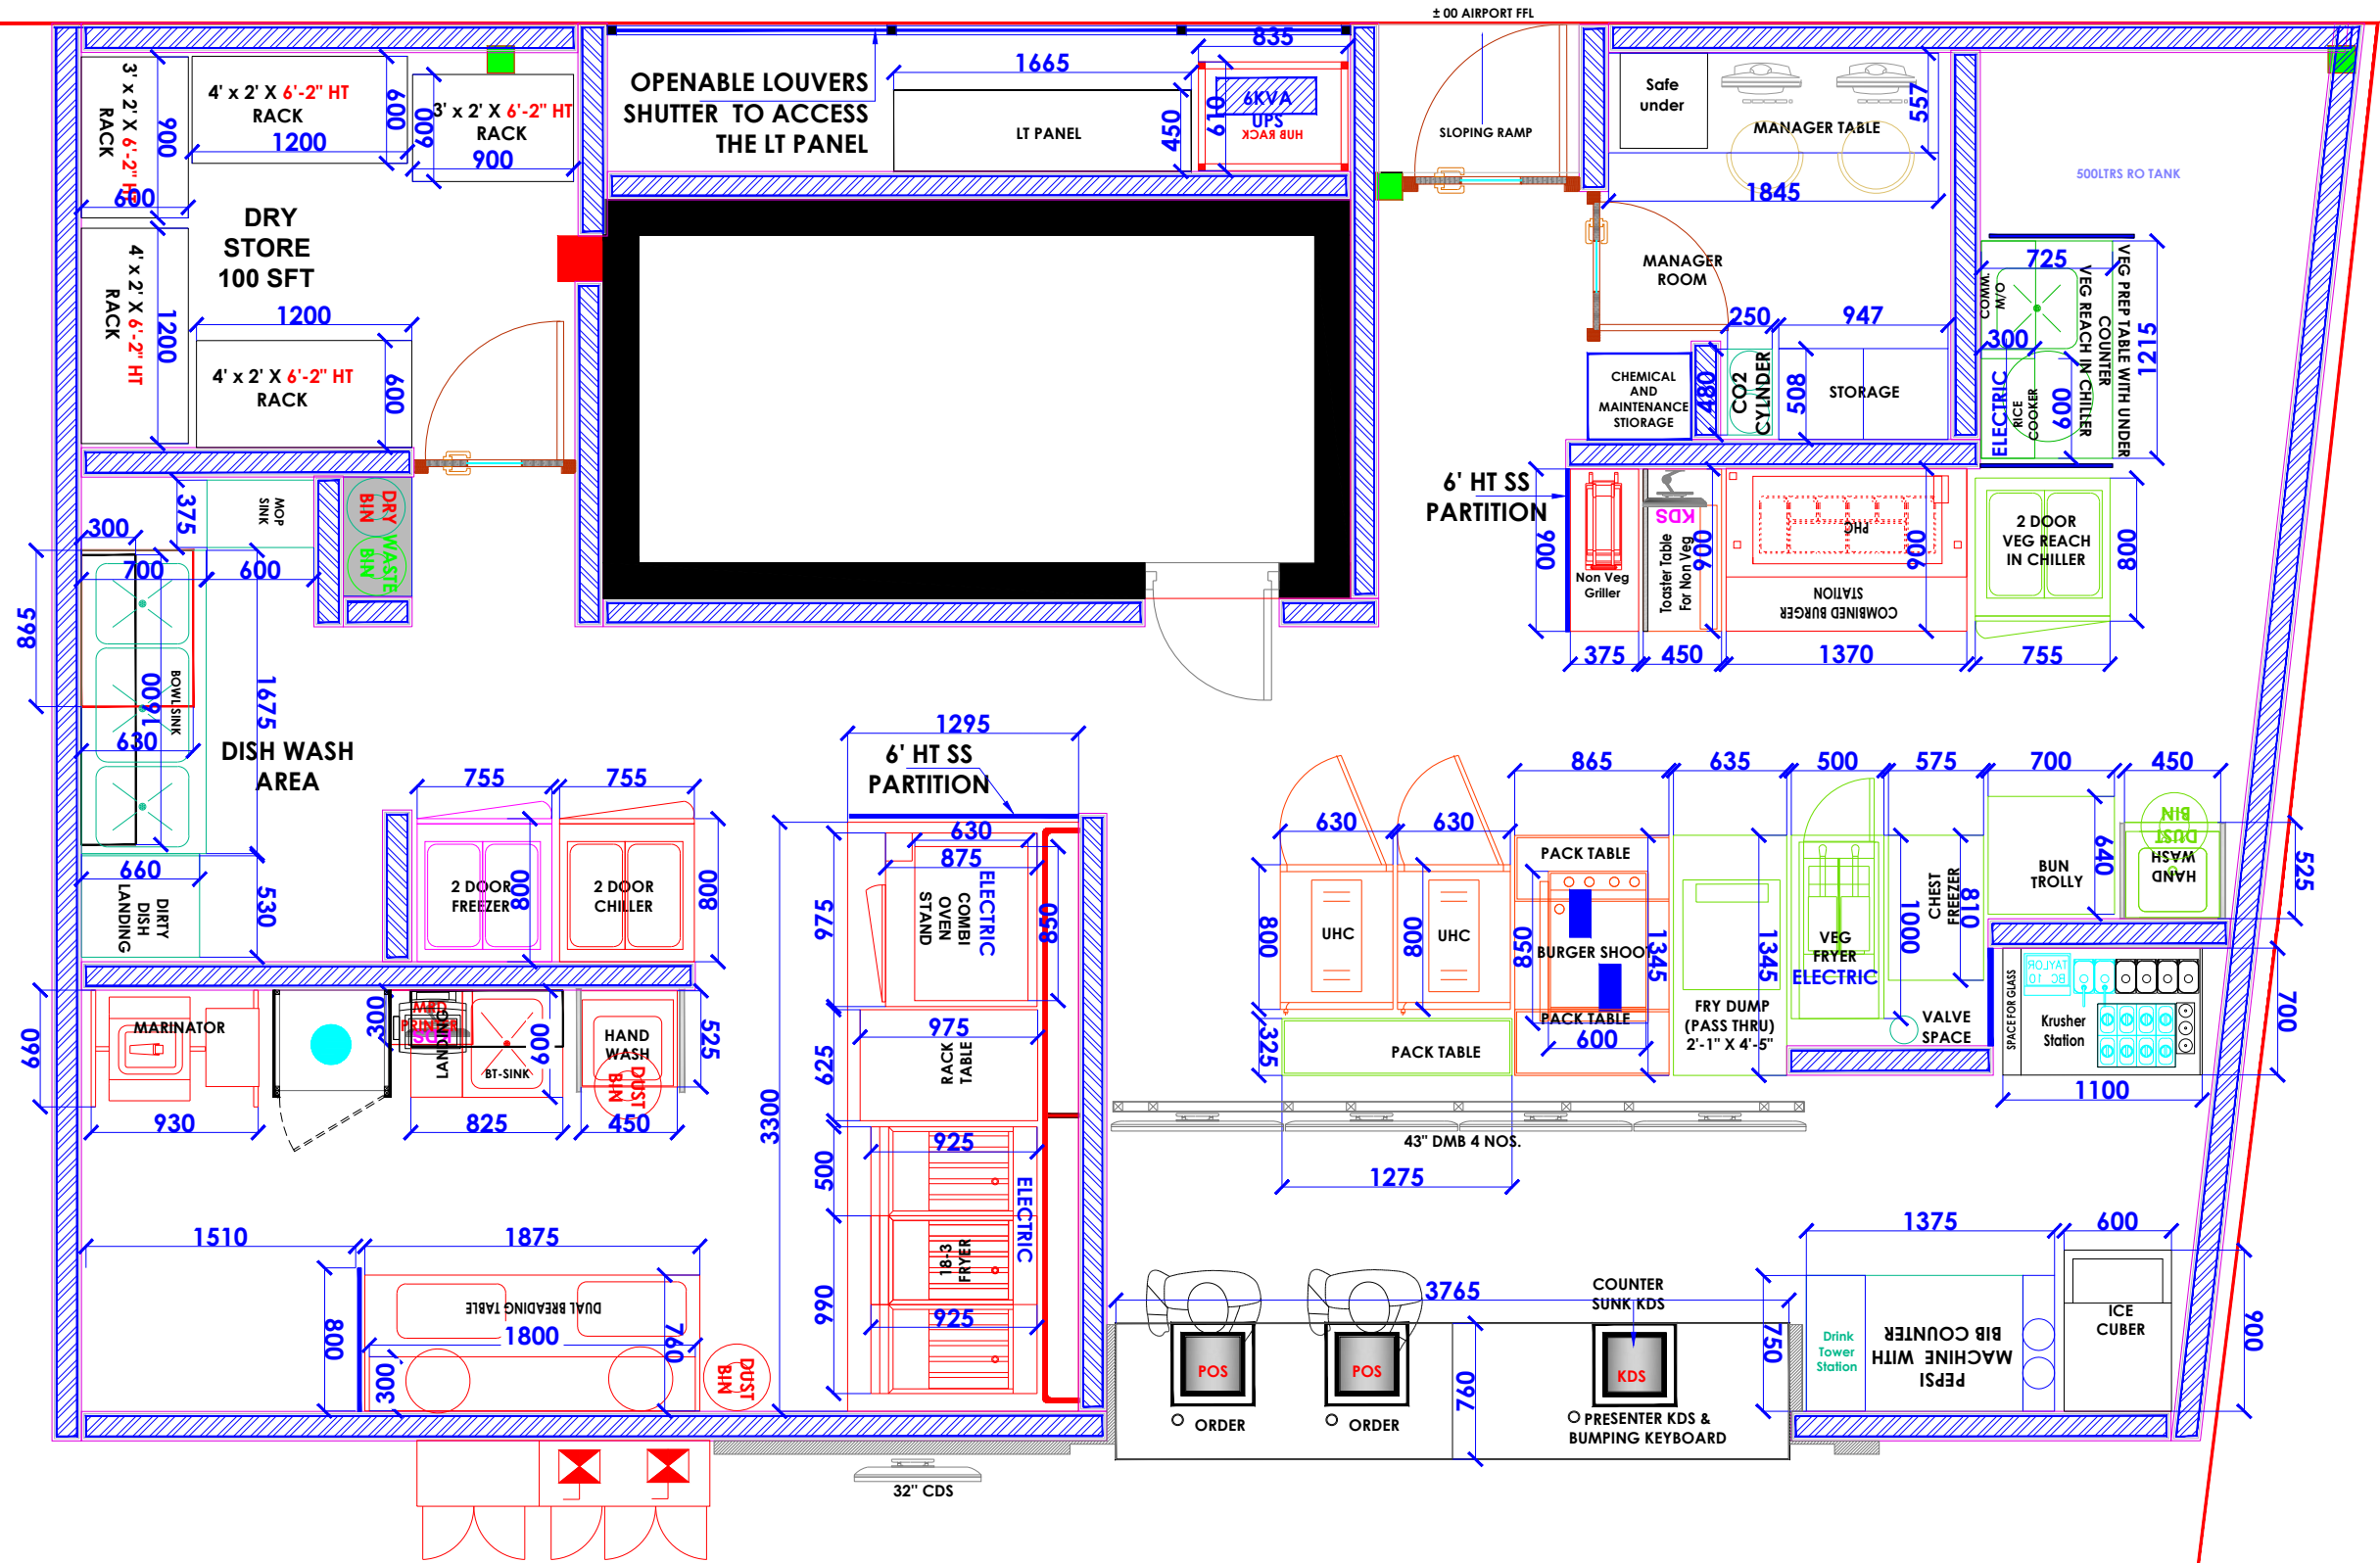 ± 00 AIRPORT FFL
3' x 2' X 6'-2" HT
RACK
900
600
4' x 2' X 6'-2" HT
RACK
1200
600
3' x 2' X 6'-2" HT
RACK
600
900
DRY
STORE
100 SFT
4' x 2' X 6'-2" HT
RACK
1200
1200
4' x 2' X 6'-2" HT
RACK
600
OPENABLE LOUVERS
SHUTTER TO ACCESS
THE LT PANEL
1665
LT PANEL
450
835
610
6KVA
UPS
HUB RACK
SLOPING RAMP
Safe
under
MANAGER TABLE
557
1845
MANAGER
ROOM
500LTRS RO TANK
250
947
CHEMICAL
AND
MAINTENANCE
STIORAGE
480
CO2
CYLINDER
508
STORAGE
725
COMM.
M/O
300
ELECTRIC
RICE
COOKER
600
VEG PREP TABLE WITH UNDER
COUNTER
VEG REACH IN CHILLER
1215
6' HT SS
PARTITION
900
Non Veg
Griller
375
KDS
Toaster Table
For Non Veg
900
450
PHC
COMBINED BURGER
STATION
900
1370
2 DOOR
VEG REACH
IN CHILLER
800
755
375
MOP
SINK
300
700
600
865
DRY
BIN
WASTE
BIN
BOWLSINK
1600
1675
630
DISH WASH
AREA
660
DIRTY
DISH
LANDING
530
755
755
2 DOOR
FREEZER
800
2 DOOR
CHILLER
800
1295
6' HT SS
PARTITION
630
875
975
ELECTRIC
COMBI
OVEN
STAND
850
975
RACK
TABLE
625
3300
925
500
ELECTRIC
18-3
FRYER
990
925
660
MARINATOR
930
300
MRD
PRINTER
KDS
LANDING
600
BT-SINK
825
HAND
WASH
DUST
BIN
525
450
1510
1875
DUAL BREADING TABLE
1800
800
300
760
DUST
BIN
32" CDS
630
630
UHC
800
UHC
800
325
PACK TABLE
1275
865
PACK TABLE
850
BURGER SHOOT
1345
PACK TABLE
600
635
1345
FRY DUMP
(PASS THRU)
2'-1" X 4'-5"
500
VEG
FRYER
ELECTRIC
1000
575
CHEST
FREEZER
810
VALVE
SPACE
700
BUN
TROLLY
640
450
DUST
BIN
HAND
WASH
525
SPACE FOR GLASS
TAYLOR
BC 10
Krusher
Station
700
1100
43" DMB 4 NOS.
3765
COUNTER
SUNK KDS
POS
ORDER
POS
ORDER
760
KDS
PRESENTER KDS &
BUMPING KEYBOARD
1375
600
750
Drink
Tower
Station
PEPSI
MACHINE WITH
BIB COUNTER
ICE
CUBER
900